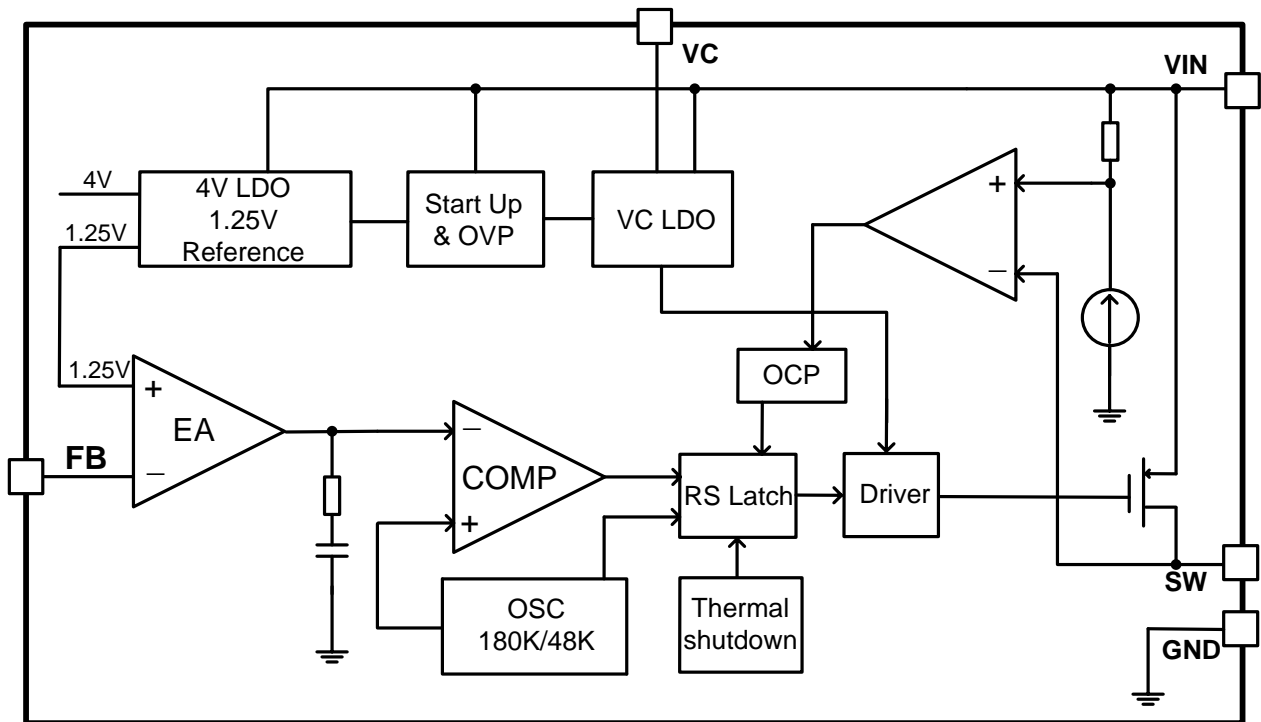 VC
VIN
4V
4V LDO
1.25V
Reference
1.25V
Start Up
& OVP
VC LDO
+
−
1.25V
+
EA
−
FB
OCP
−
COMP
+
RS Latch
Driver
OSC
180K/48K
Thermal
shutdown
SW
GND